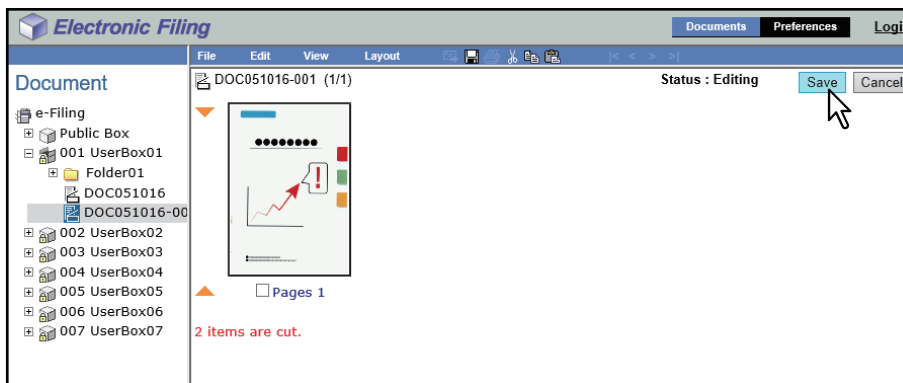 Electronic Filing
Documents Preferences Logi
File Edit View Layout |< < > >|
Document
DOC051016-001 (1/1) Status : Editing Save Cancel
e-Filing
Public Box
001 UserBox01
Folder01
DOC051016
DOC051016-00
002 UserBox02
003 UserBox03
004 UserBox04
005 UserBox05
006 UserBox06
007 UserBox07
!
Pages 1
2 items are cut.